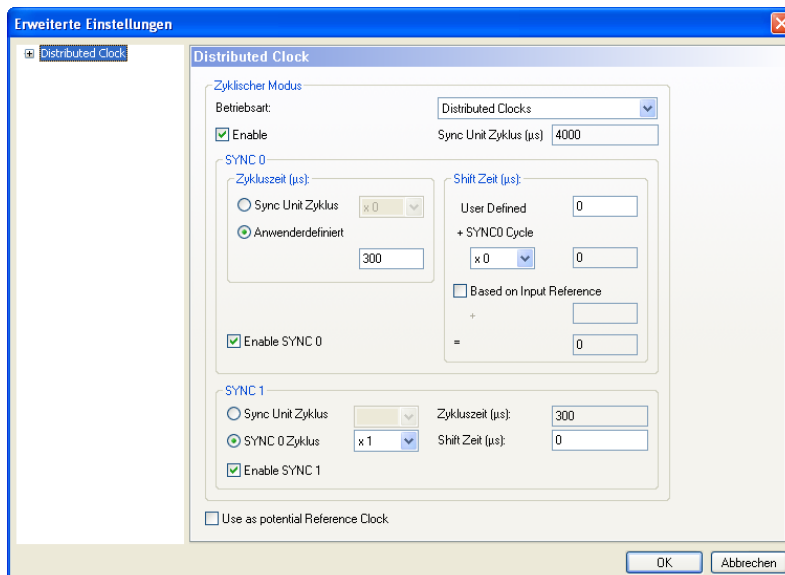 Erweiterte Einstellungen
Distributed Clock
Distributed Clock
Zyklischer Modus
Betriebsart: Distributed Clocks
Enable Sync Unit Zyklus (µs) 4000
SYNC 0
Zykluszeit (µs):
Sync Unit Zyklus x 0
Anwenderdefiniert
300
Enable SYNC 0
Shift Zeit (µs):
User Defined 0
+ SYNC0 Cycle
x 0 0
Based on Input Reference
+
= 0
SYNC 1
Sync Unit Zyklus Zykluszeit (µs): 300
SYNC 0 Zyklus x 1 Shift Zeit (µs): 0
Enable SYNC 1
Use as potential Reference Clock
OK Abbrechen